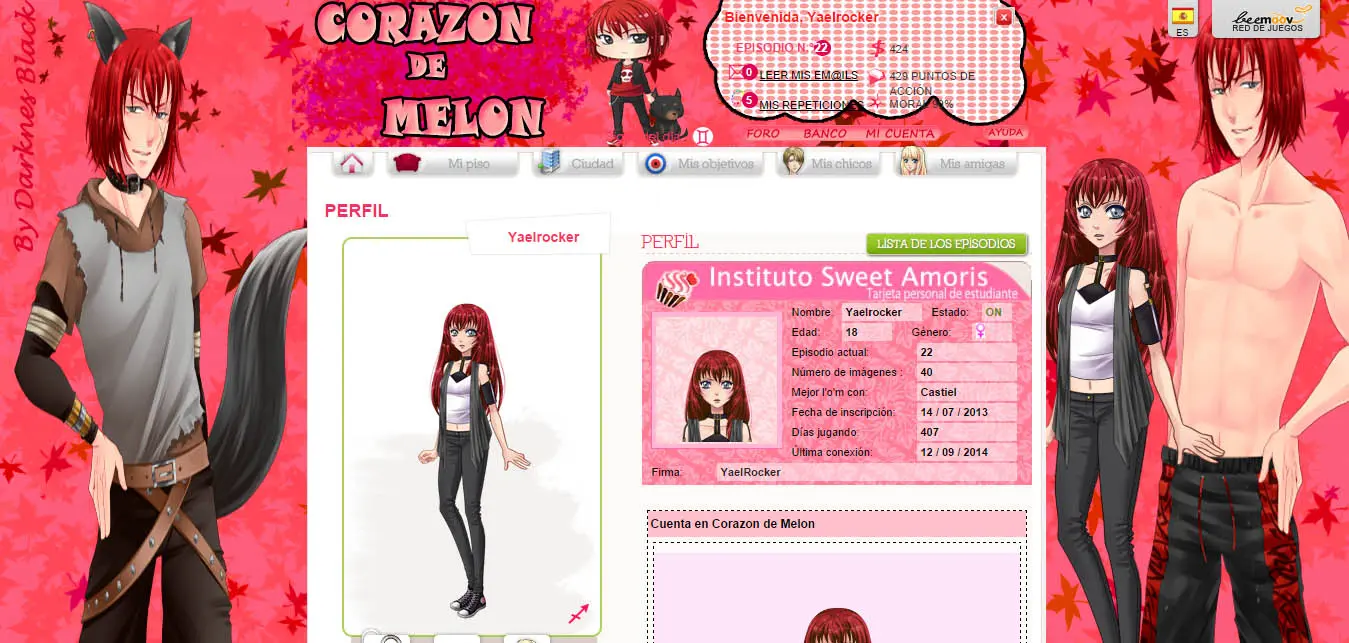 By Darknes Black
CORAZON
DE
MELON
Bienvenida, Yaelrocker
EPISODIO N.º 22
424
0 LEER MIS EM@ILS
429 PUNTOS DE
ACCIÓN
5 MIS REPETICIONES
FORO BANCO MI CUENTA AYUDA
ES
beemoov
RED DE JUEGOS
Mi piso Ciudad Mis objetivos Mis chicos Mis amigas
PERFIL
Yaelrocker
PERFIL
LISTA DE LOS EPISODIOS
Instituto Sweet Amoris
Tarjeta personal de estudiante
Nombre: Yaelrocker Estado: ON
Edad: 18 Género:
Episodio actual: 22
Número de imágenes : 40
Mejor l'o'm con: Castiel
Fecha de inscripción: 14 / 07 / 2013
Días jugando: 407
Última conexión: 12 / 09 / 2014
Firma: YaelRocker
Cuenta en Corazon de Melon